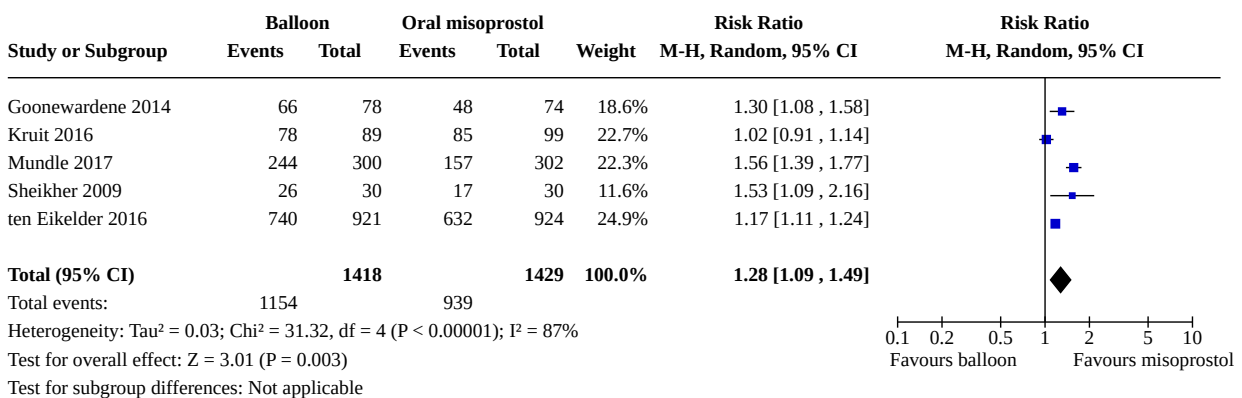 Balloon Oral misoprostol Risk Ratio Risk Ratio
Study or Subgroup Events Total Events Total Weight M-H, Random, 95% CI M-H, Random, 95% CI
Goonewardene 2014 66 78 48 74 18.6% 1.30 [1.08 , 1.58]
Kruit 2016 78 89 85 99 22.7% 1.02 [0.91 , 1.14]
Mundle 2017 244 300 157 302 22.3% 1.56 [1.39 , 1.77]
Sheikher 2009 26 30 17 30 11.6% 1.53 [1.09 , 2.16]
ten Eikelder 2016 740 921 632 924 24.9% 1.17 [1.11 , 1.24]
Total (95% CI) 1418 1429 100.0% 1.28 [1.09 , 1.49]
Total events: 1154 939
Heterogeneity: Tau² = 0.03; Chi² = 31.32, df = 4 (P < 0.00001); I² = 87%
0.1 0.2 0.5 1 2 5 10
Test for overall effect: Z = 3.01 (P = 0.003)
Favours balloon Favours misoprostol
Test for subgroup differences: Not applicable